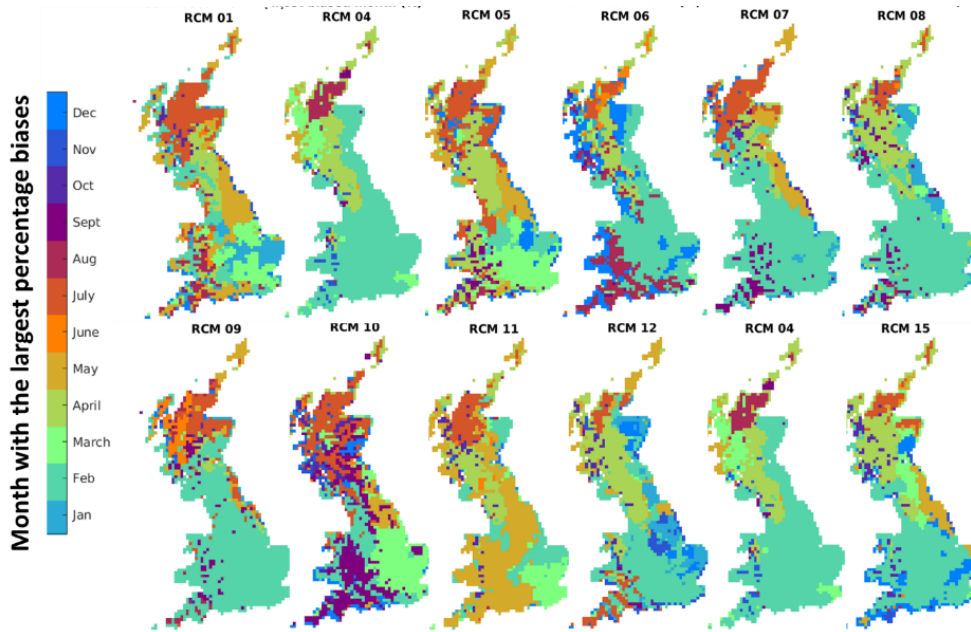 RCM 01 RCM 04 RCM 05 RCM 06 RCM 07 RCM 08
Month with the largest percentage biases
Dec
Nov
Oct
Sept
Aug
July
June
May
April
March
Feb
Jan
RCM 09 RCM 10 RCM 11 RCM 12 RCM 04 RCM 15